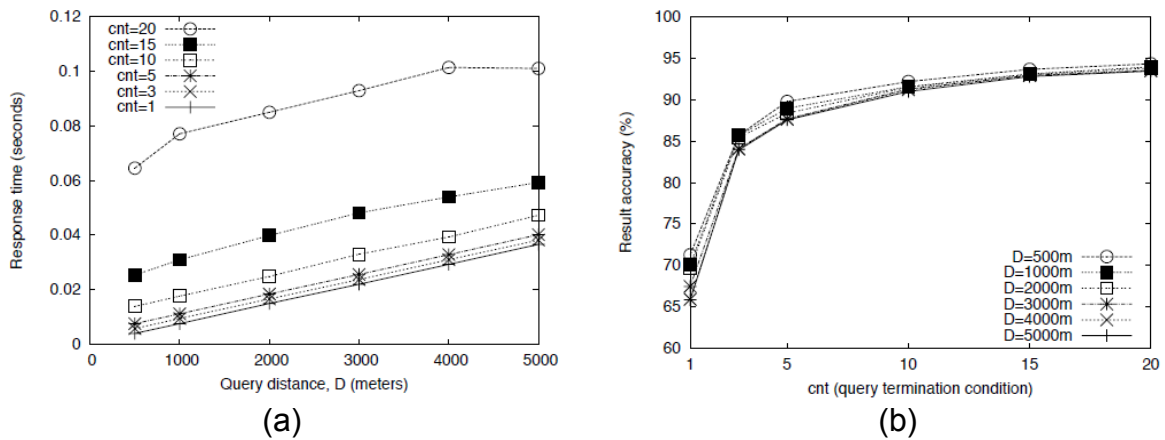 0.12
0.1
0.08
0.06
0.04
0.02
0
Response time (seconds)
cnt=20
cnt=15
cnt=10
cnt=5
cnt=3
cnt=1
0 1000 2000 3000 4000 5000
Query distance, D (meters)
(a)
100
95
90
85
80
75
70
65
60
Result accuracy (%)
D=500m
D=1000m
D=2000m
D=3000m
D=4000m
D=5000m
1 5 10 15 20
cnt (query termination condition)
(b)